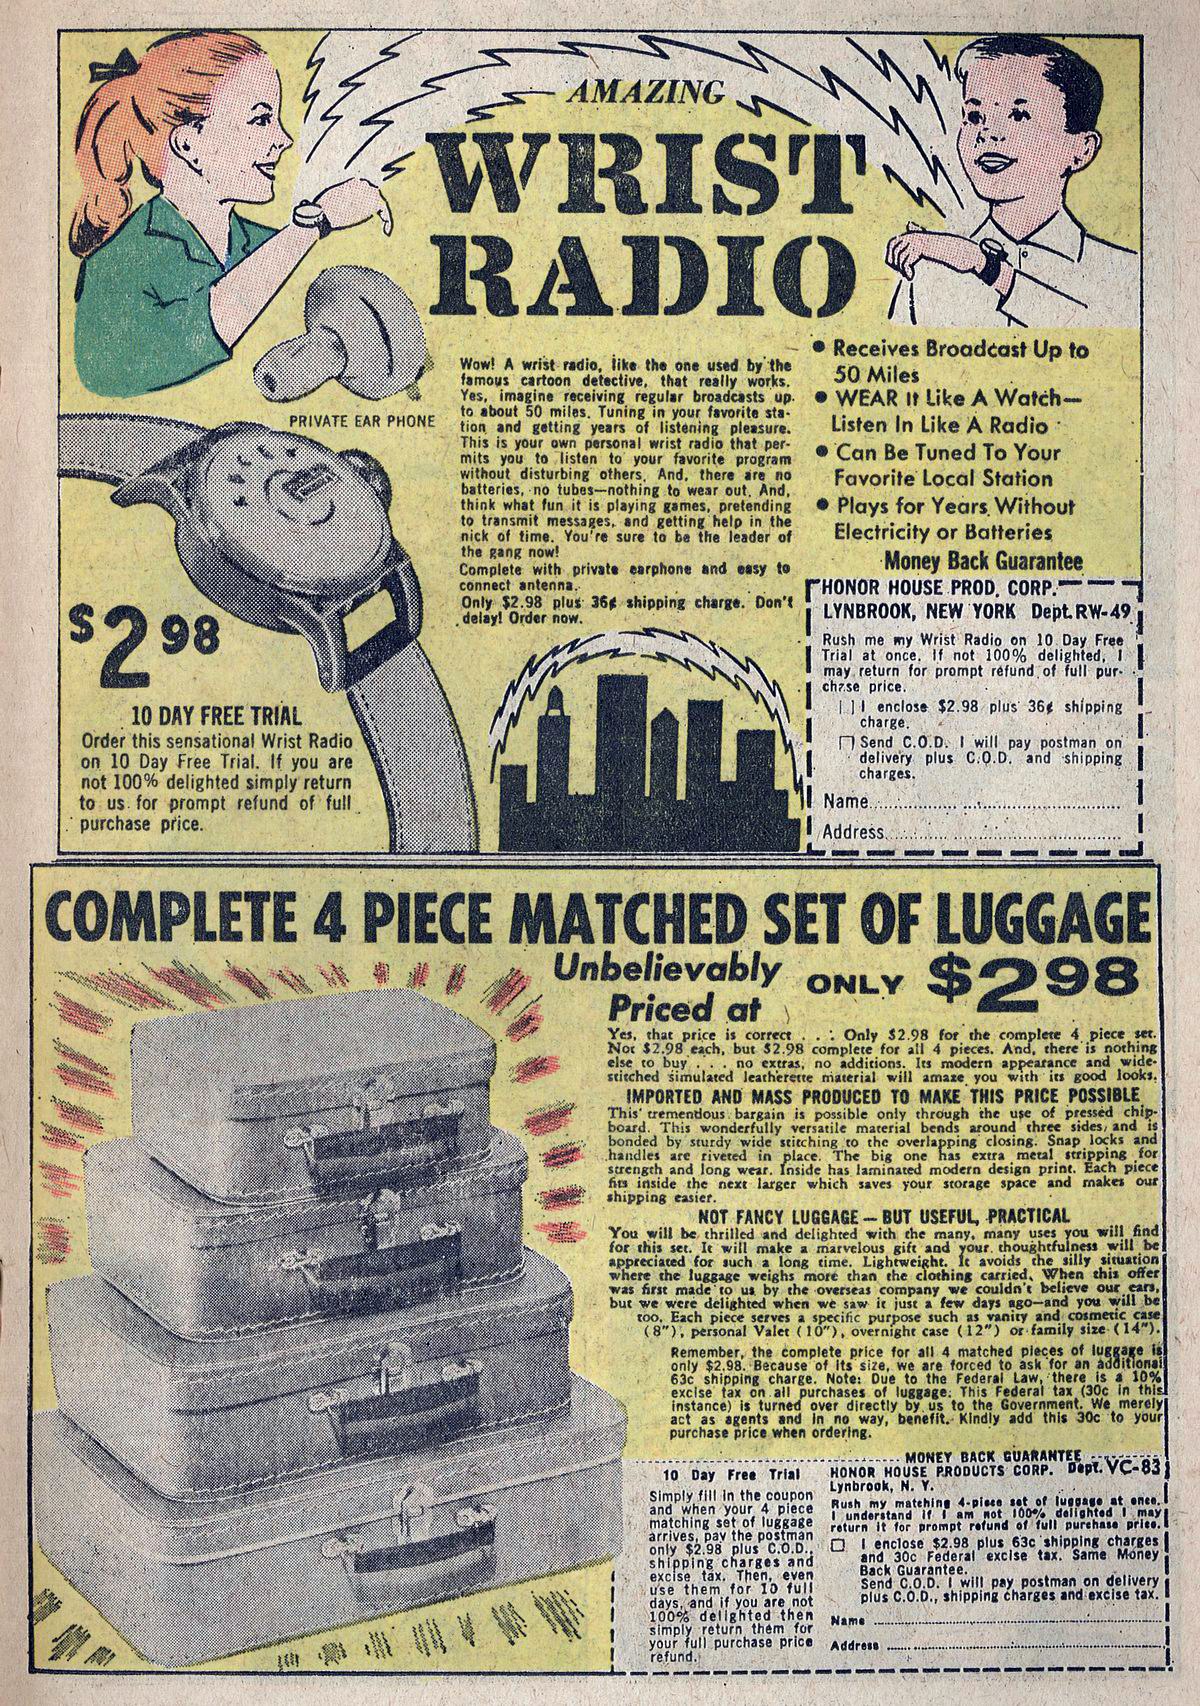 AMAZING
WRIST
RADIO
PRIVATE EAR PHONE
Wow! A wrist radio, like the one used by the
famous cartoon detective, that really works.
Yes, imagine receiving regular broadcasts up
to about 50 miles. Tuning in your favorite sta-
tion and getting years of listening pleasure.
This is your own personal wrist radio that per-
mits you to listen to your favorite program
without disturbing others. And, there are no
batteries, no tubes—nothing to wear out. And,
think what fun it is playing games, pretending
to transmit messages, and getting help in the
nick of time. You're sure to be the leader of
the gang now!
Complete with private earphone and easy to
connect antenna.
Only $2.98 plus 36¢ shipping charge. Don't
delay! Order now.
● Receives Broadcast Up to
50 Miles
● WEAR It Like A Watch—
Listen In Like A Radio
● Can Be Tuned To Your
Favorite Local Station
● Plays for Years Without
Electricity or Batteries
Money Back Guarantee
$2 98
10 DAY FREE TRIAL
Order this sensational Wrist Radio
on 10 Day Free Trial. If you are
not 100% delighted simply return
to us for prompt refund of full
purchase price.
HONOR HOUSE PROD. CORP.
LYNBROOK, NEW YORK Dept. RW-49
Rush me my Wrist Radio on 10 Day Free
Trial at once. If not 100% delighted, I
may return for prompt refund of full pur-
chase price.
[ ] I enclose $2.98 plus 36¢ shipping
charge.
□ Send C.O.D. I will pay postman on
delivery plus C.O.D. and shipping
charges.
Name
Address
COMPLETE 4 PIECE MATCHED SET OF LUGGAGE
Unbelievably
Priced at ONLY $298
Yes, that price is correct . . . Only $2.98 for the complete 4 piece set.
Not $2.98 each, but $2.98 complete for all 4 pieces. And, there is nothing
else to buy . . . no extras, no additions. Its modern appearance and wide-
stitched simulated leatherette material will amaze you with its good looks.
IMPORTED AND MASS PRODUCED TO MAKE THIS PRICE POSSIBLE
This tremendous bargain is possible only through the use of pressed chip-
board. This wonderfully versatile material bends around three sides, and is
bonded by sturdy wide stitching to the overlapping closing. Snap locks and
handles are riveted in place. The big one has extra metal stripping for
strength and long wear. Inside has laminated modern design print. Each piece
fits inside the next larger which saves your storage space and makes our
shipping easier.
NOT FANCY LUGGAGE — BUT USEFUL, PRACTICAL
You will be thrilled and delighted with the many, many uses you will find
for this set. It will make a marvelous gift and your thoughtfulness will be
appreciated for such a long time. Lightweight. It avoids the silly situation
where the luggage weighs more than the clothing carried. When this offer
was first made to us by the overseas company we couldn't believe our ears,
but we were delighted when we saw it just a few days ago—and you will be
too. Each piece serves a specific purpose such as vanity and cosmetic case
(8"), personal Valet (10"), overnight case (12") or family size (14").
Remember, the complete price for all 4 matched pieces of luggage is
only $2.98. Because of its size, we are forced to ask for an additional
63c shipping charge. Note: Due to the Federal Law, there is a 10%
excise tax on all purchases of luggage. This Federal tax (30c in this
instance) is turned over directly by us to the Government. We merely
act as agents and in no way, benefit. Kindly add this 30c to your
purchase price when ordering.
10 Day Free Trial
Simply fill in the coupon
and when your 4 piece
matching set of luggage
arrives, pay the postman
only $2.98 plus C.O.D.,
shipping charges and
excise tax. Then, even
use them for 10 full
days, and if you are not
100% delighted then
simply return them for
your full purchase price
refund.
MONEY BACK GUARANTEE
HONOR HOUSE PRODUCTS CORP. Dept. VC-83
Lynbrook, N. Y.
Rush my matching 4-piece set of luggage at once.
I understand if I am not 100% delighted I may
return it for prompt refund of full purchase price.
□ I enclose $2.98 plus 63c shipping charges
and 30c Federal excise tax. Same Money
Back Guarantee.
Send C.O.D. I will pay postman on delivery
plus C.O.D., shipping charges and excise tax.
Name
Address